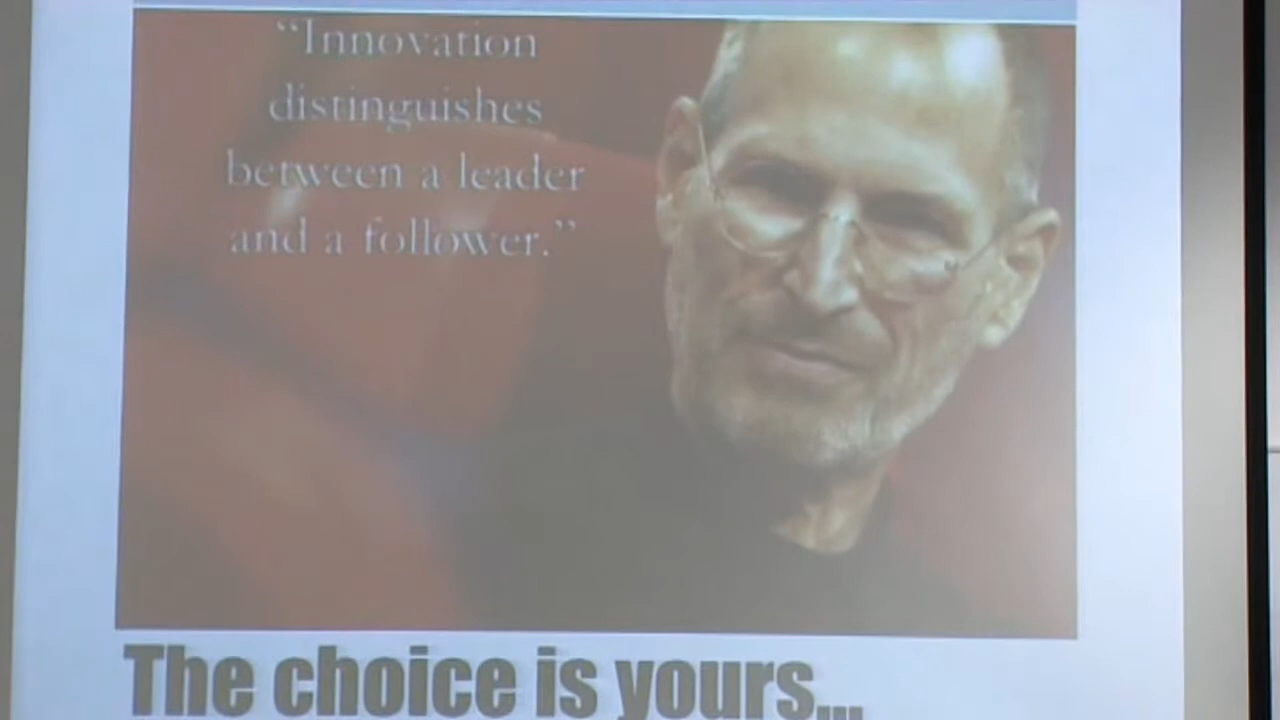 “Innovation
distinguishes
between a leader
and a follower.”
The choice is yours...